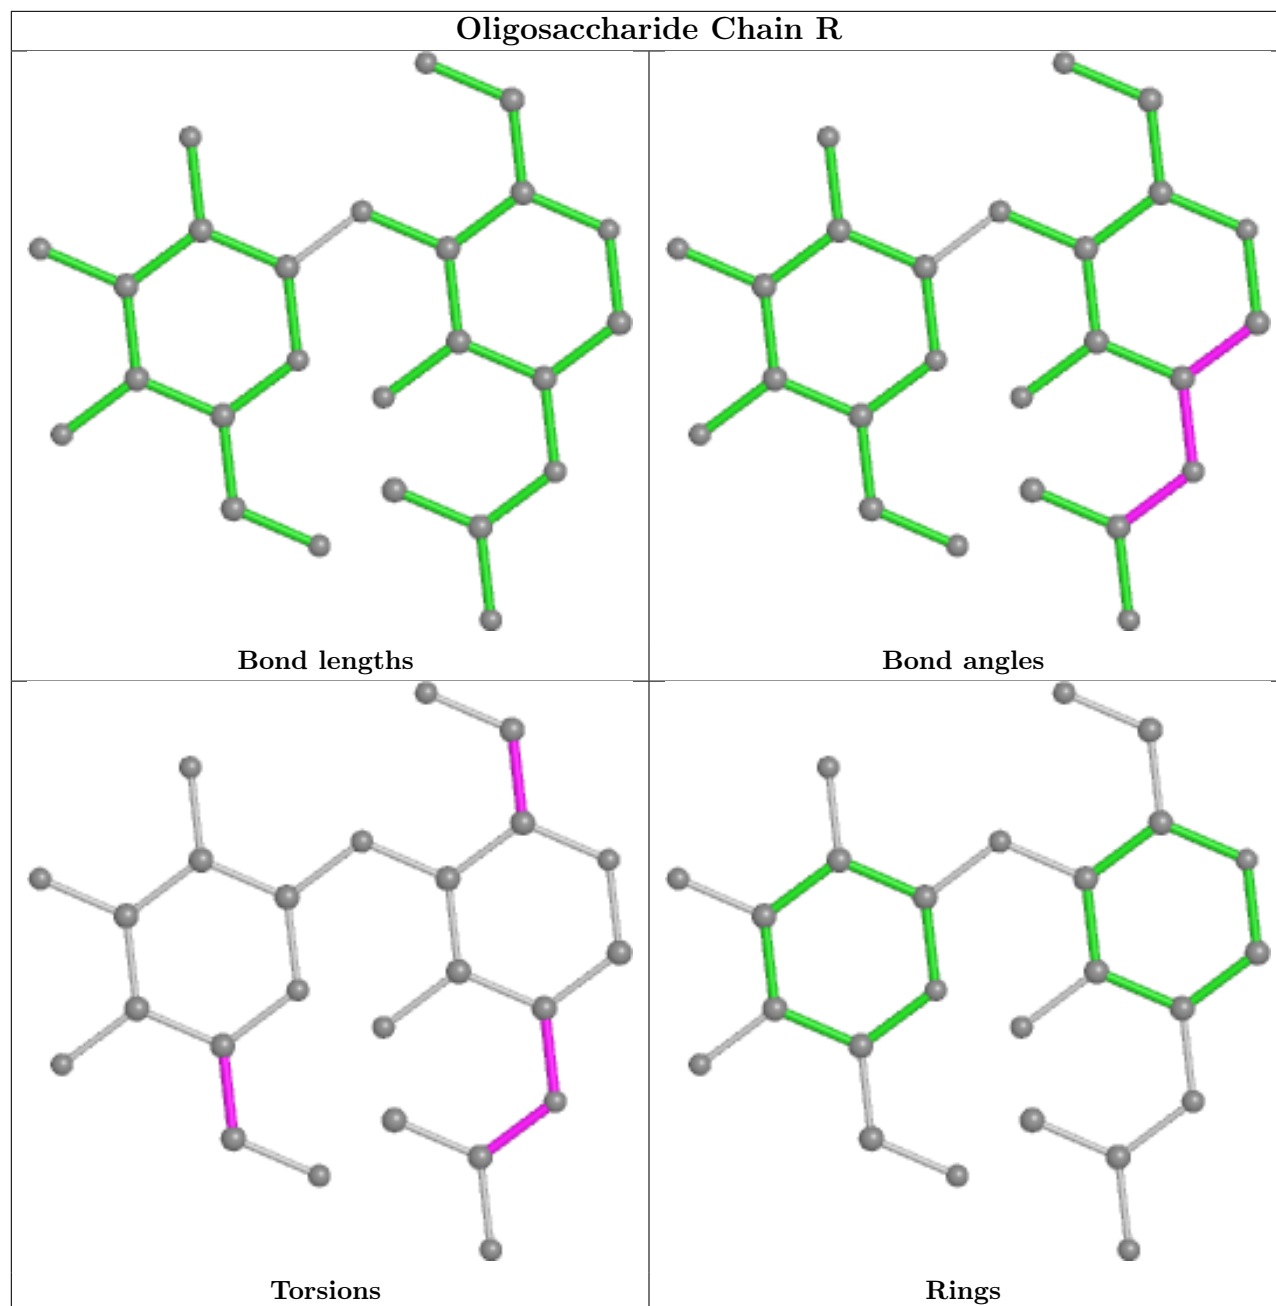 Oligosaccharide Chain R
Bond lengths
Bond angles
Torsions
Rings